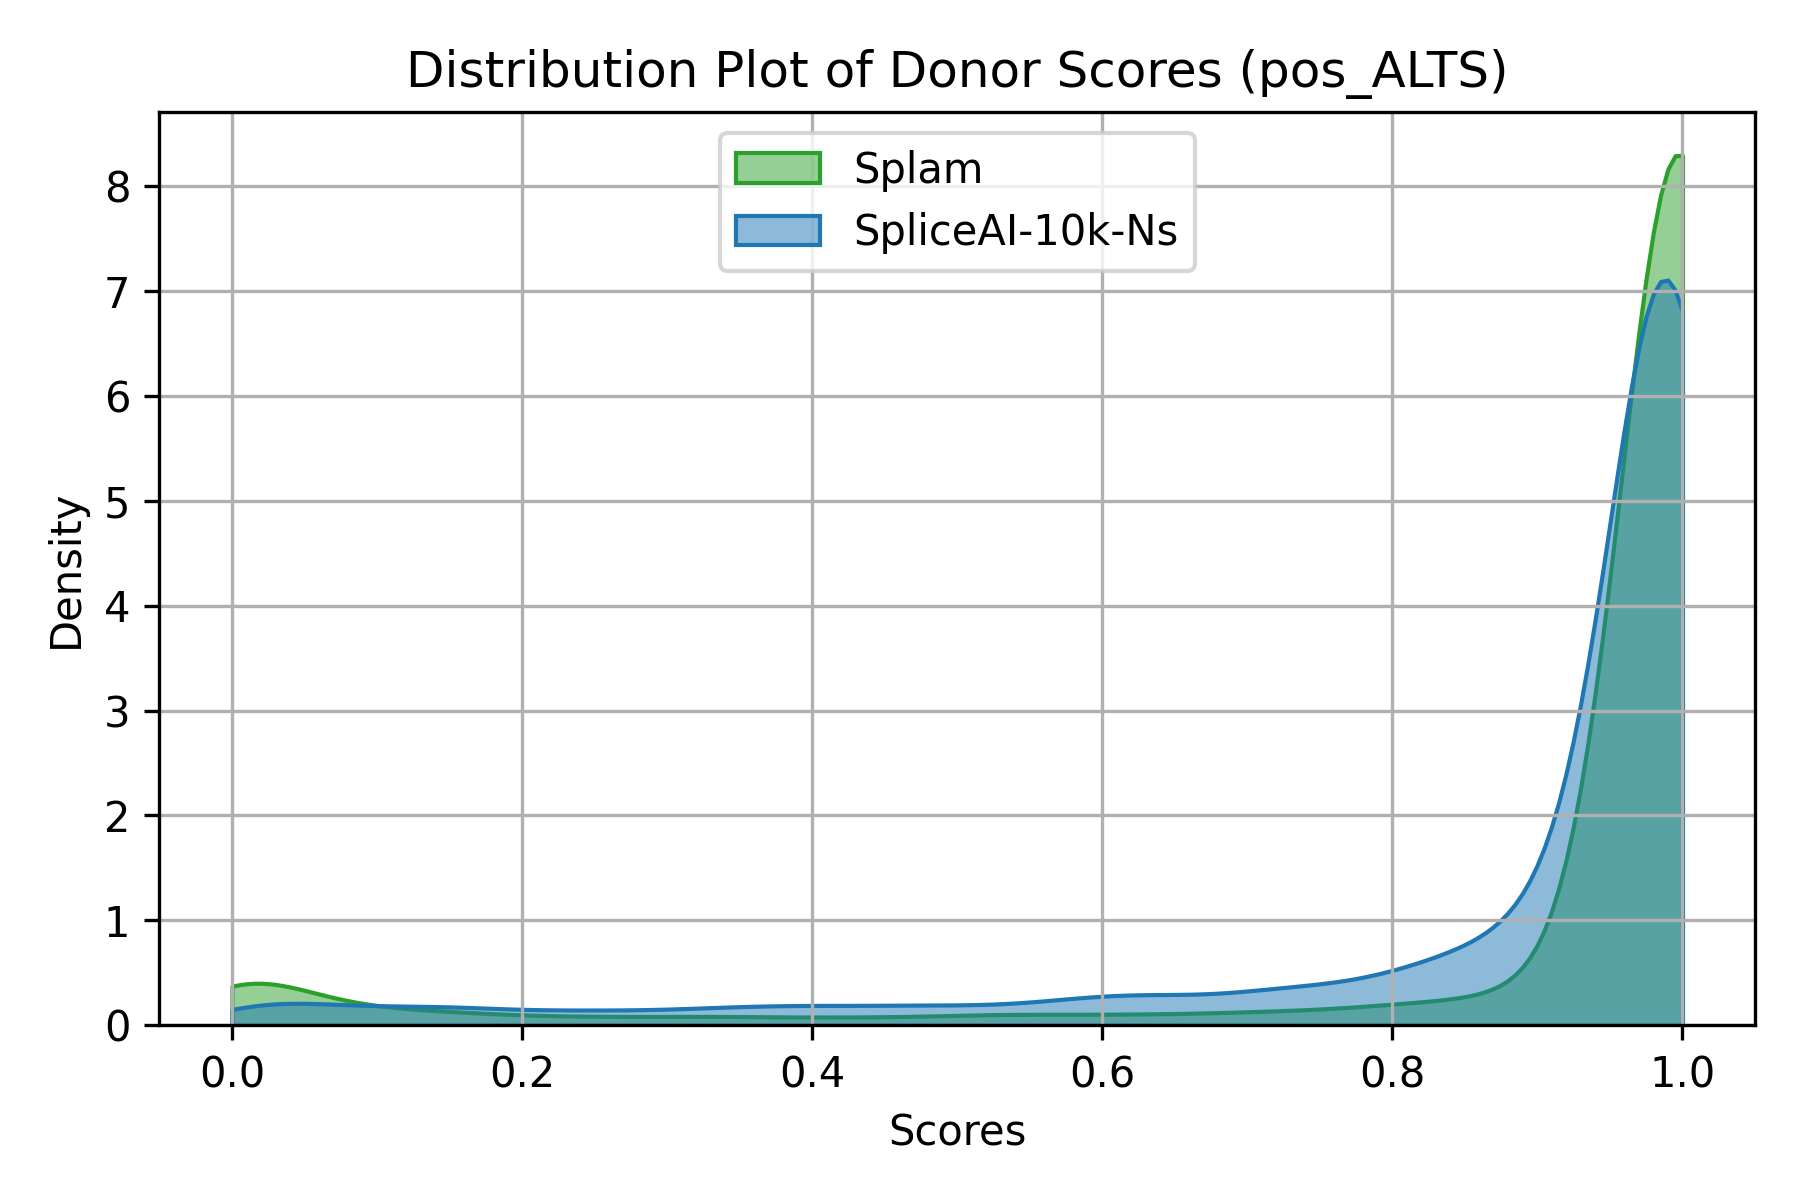 Distribution Plot of Donor Scores (pos_ALTS)
Splam
SpliceAI-10k-Ns
8
7
6
5
4
3
2
1
0
Density
0.0 0.2 0.4 0.6 0.8 1.0
Scores